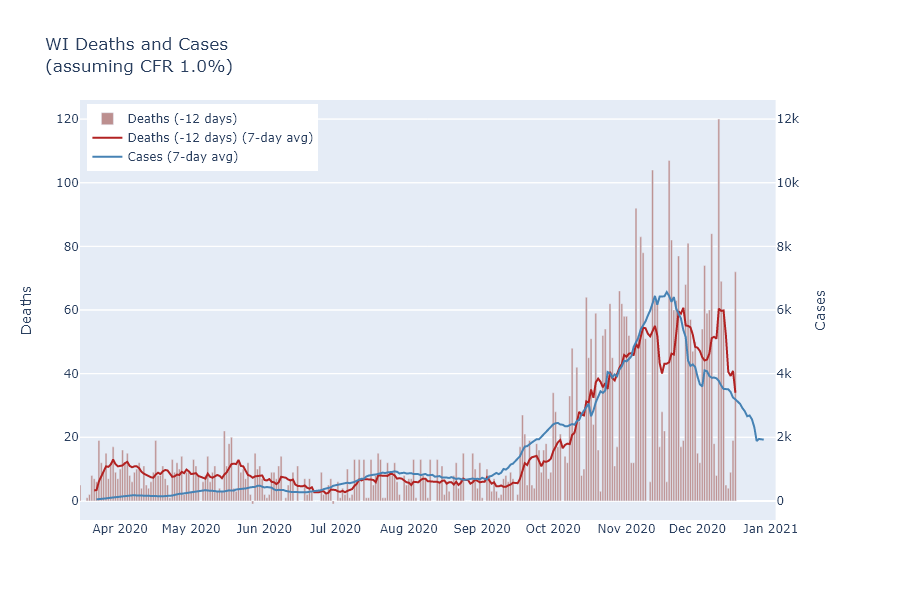 WI Deaths and Cases
(assuming CFR 1.0%)
Deaths (-12 days)
Deaths (-12 days) (7-day avg)
Cases (7-day avg)
120
100
80
60
40
20
0
Deaths
12k
10k
8k
6k
4k
2k
0
Cases
Apr 2020 May 2020 Jun 2020 Jul 2020 Aug 2020 Sep 2020 Oct 2020 Nov 2020 Dec 2020 Jan 2021